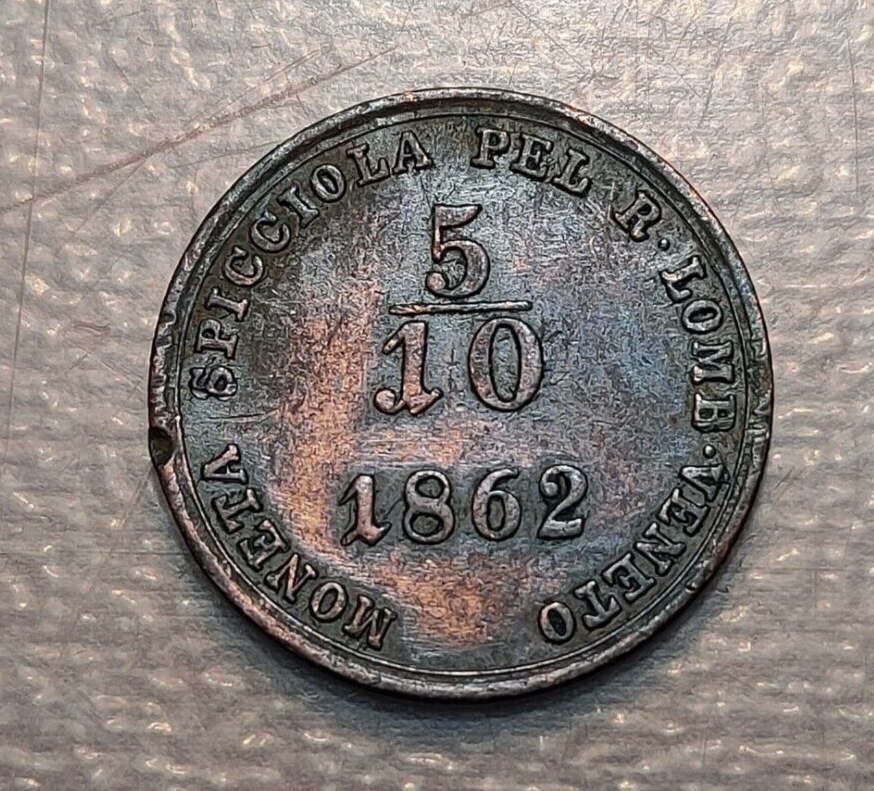 MONETA SPICCIOLA PEL R. LOMB·VENETO
5
10
1862